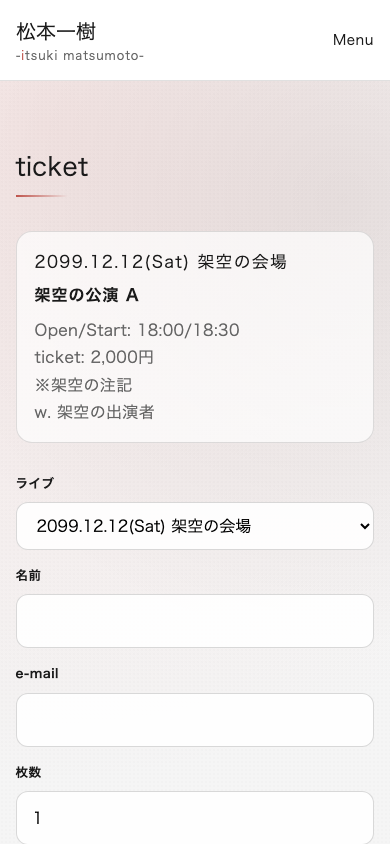 松本一樹
-itsuki matsumoto-
Menu
ticket
2099.12.12(Sat) 架空の会場
架空の公演 A
Open/Start: 18:00/18:30
ticket: 2,000円
※架空の注記
w. 架空の出演者
ライブ
2099.12.12(Sat) 架空の会場
名前
e-mail
枚数
1